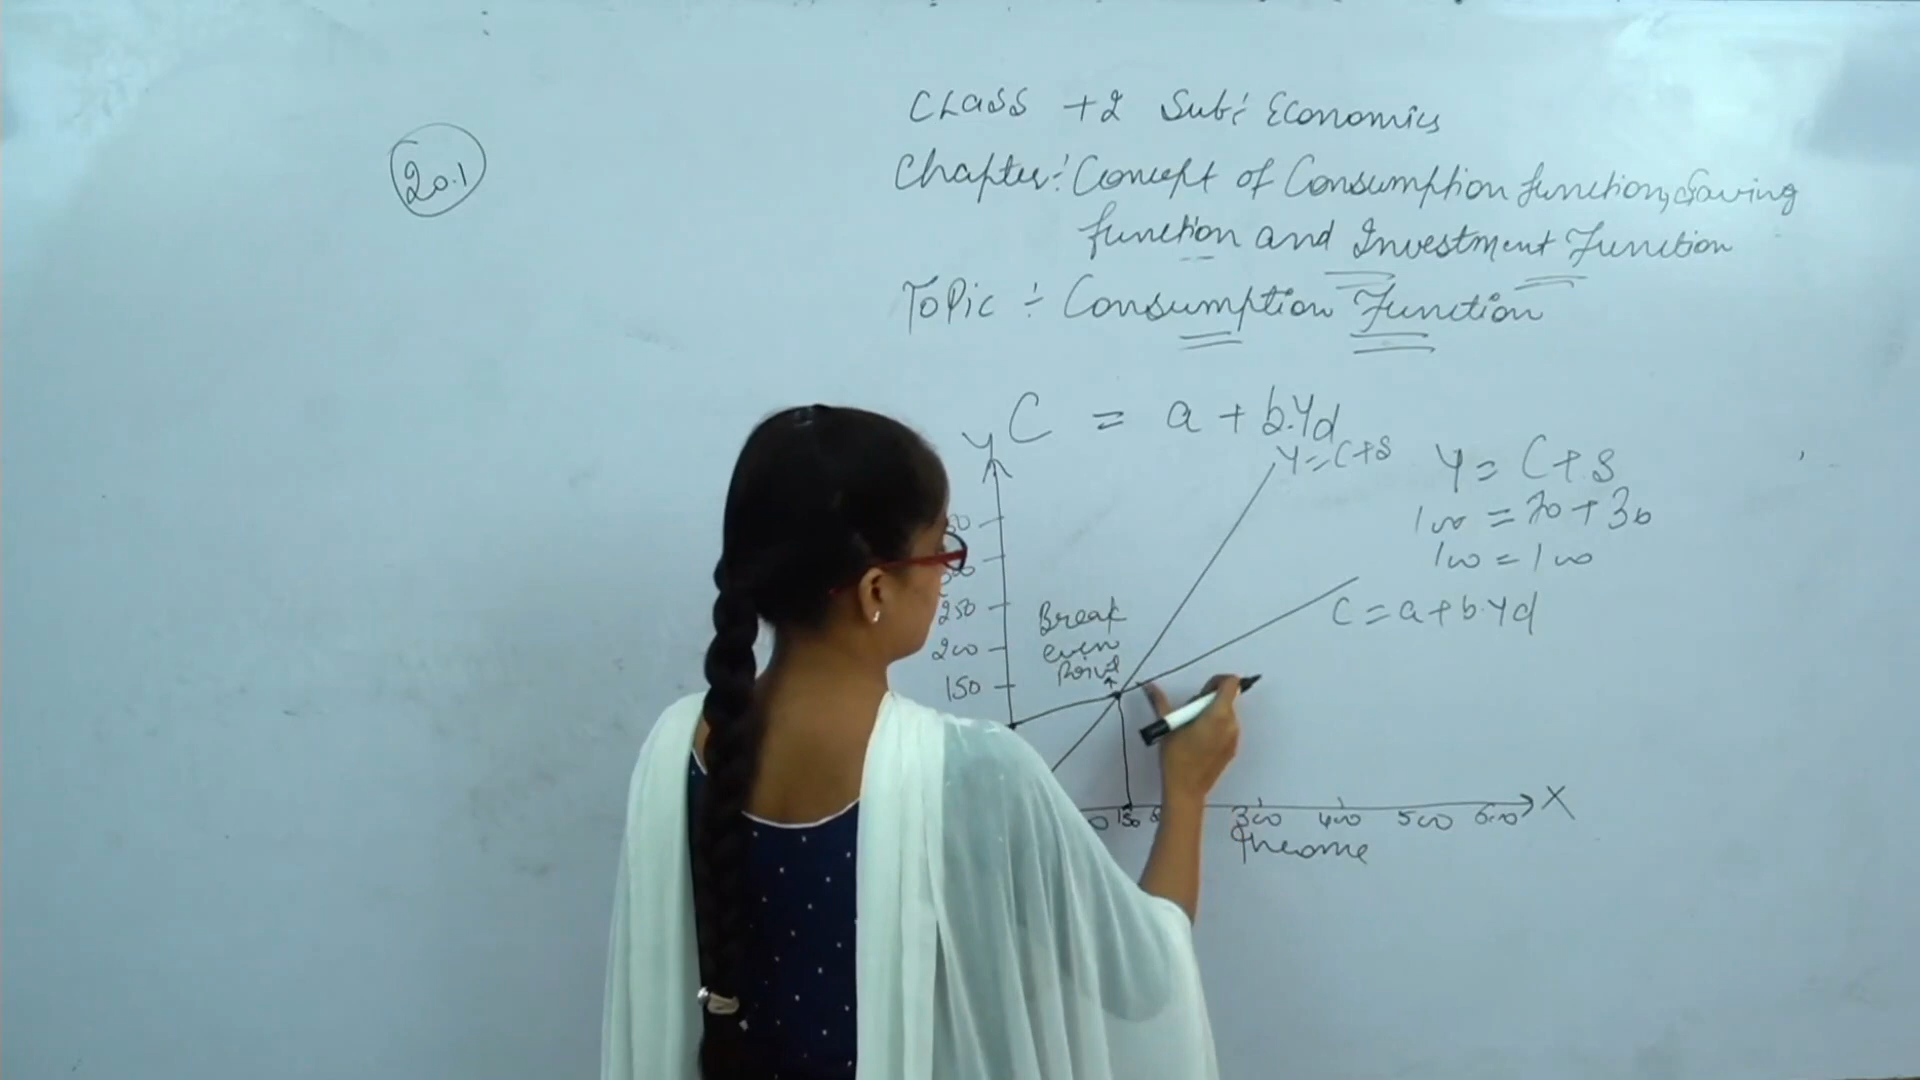 20.1
CLASS +2 Sub: Economics
Chapter: Concept of Consumption function, Saving
function and Investment Function
Topic ÷ Consumption Function
C = a + b.Yd
Y
Y = C+S
Y = C+S
100 = 70 + 30
100 = 100
C = a + b.Yd
250
200
150
Break
even
Point
150
300 400 500 600 X
Income